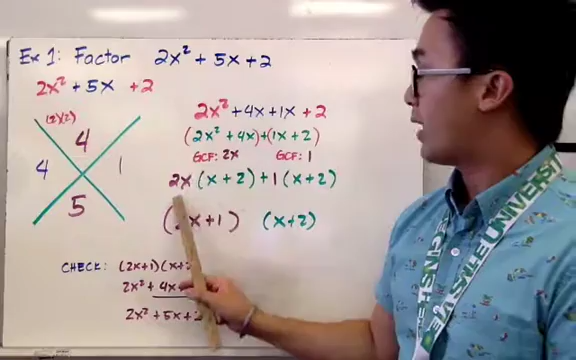 Ex 1: Factor 2x² + 5x + 2
2x² + 5x + 2
(2)(2)
4
4 1
5
2x² + 4x + 1x + 2
(2x² + 4x) + (1x + 2)
GCF: 2x GCF: 1
2x (x + 2) + 1 (x + 2)
(2x + 1) (x + 2)
CHECK: (2x + 1) (x + 2
2x² + 4x
2x² + 5x + 2